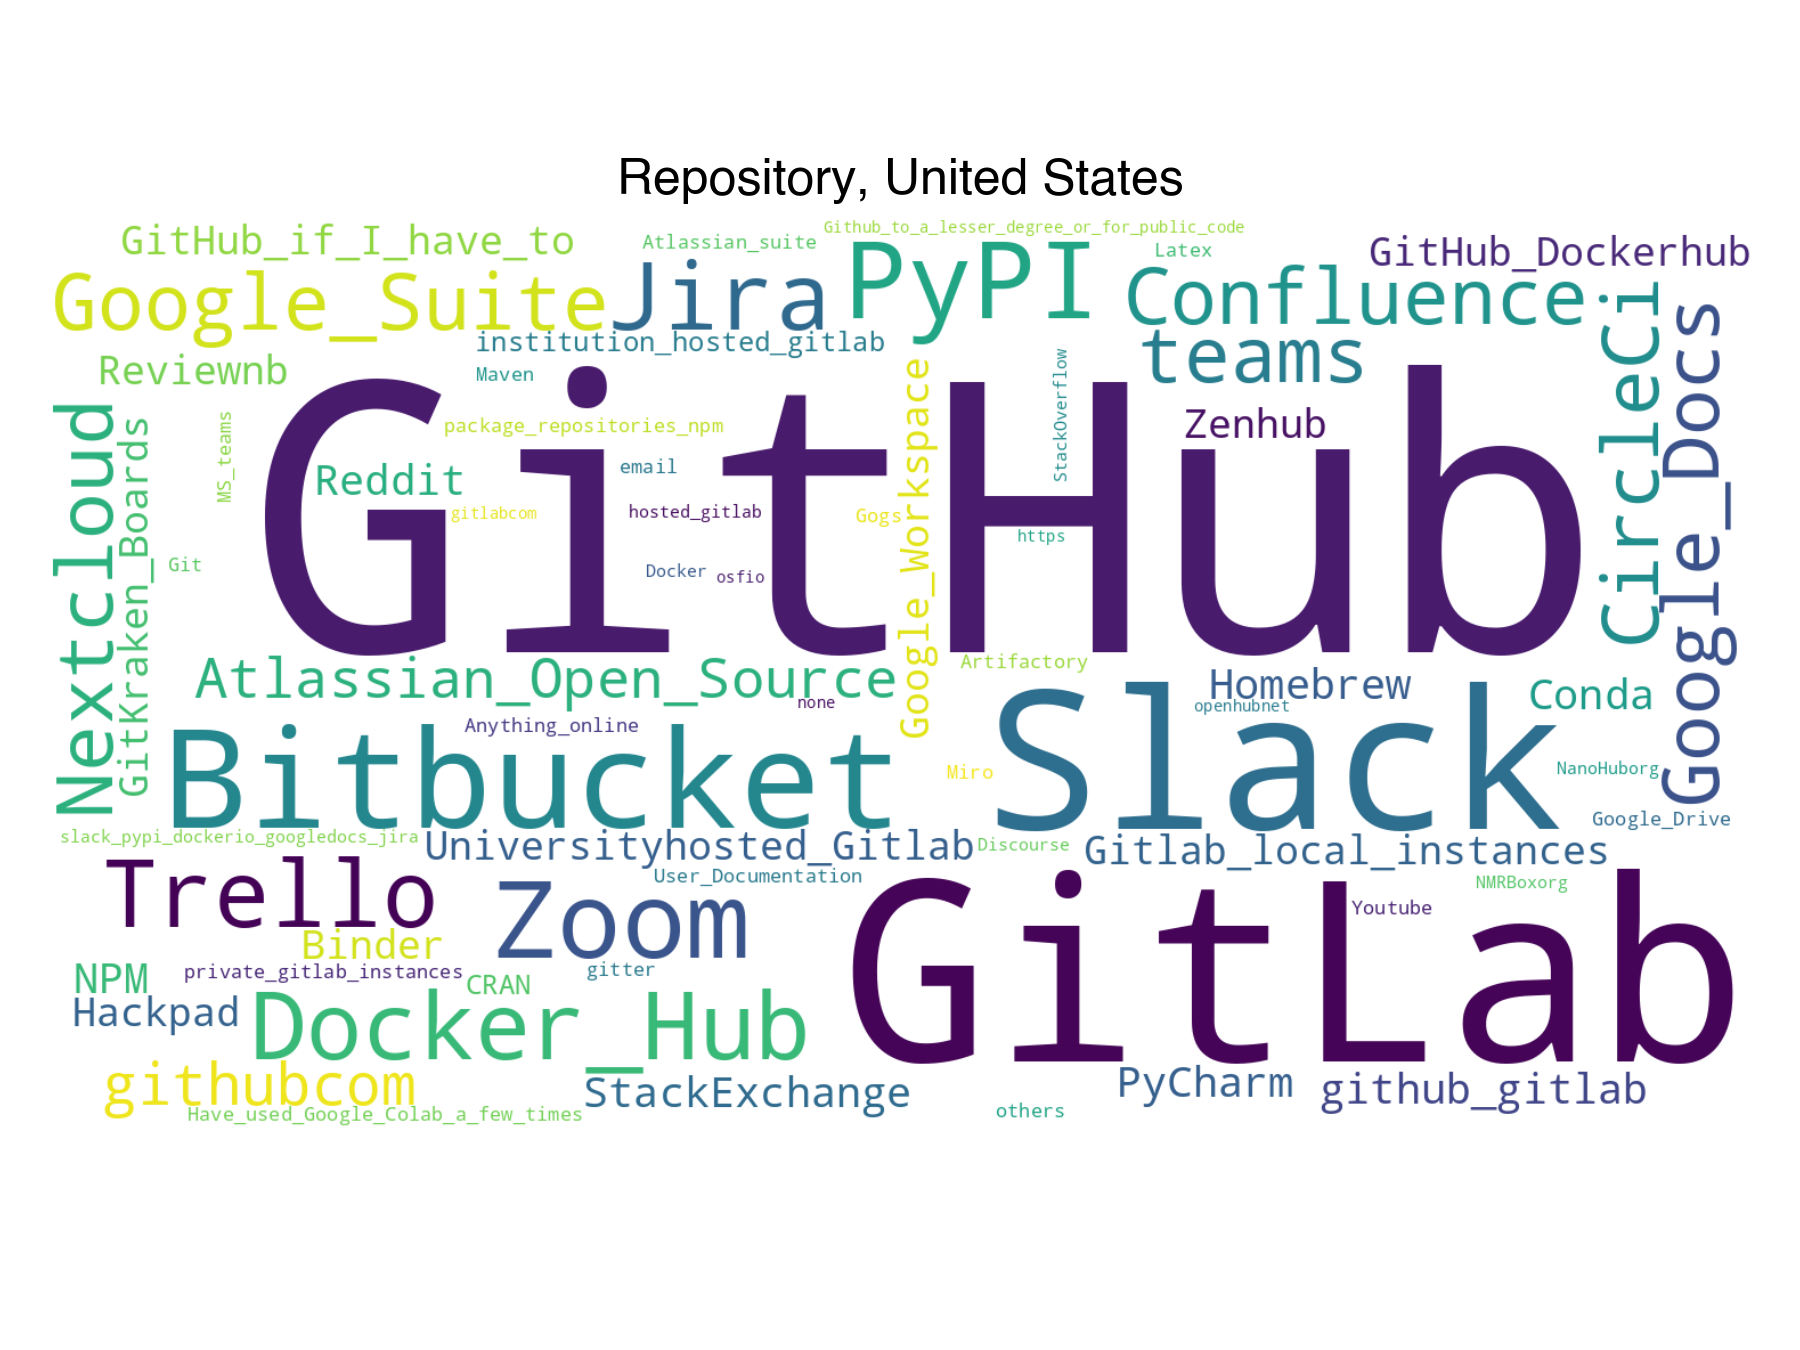 Repository, United States
Github_to_a_lesser_degree_or_for_public_code
GitHub_if_I_have_to
Atlassian_suite
Latex
GitHub_Dockerhub
Google_Suite
Jira
PyPI
Confluence
CircleCi
Google_Docs
institution_hosted_gitlab
teams
Reviewnb
Maven
Google_Workspace
StackOverflow
Nextcloud
GitKraken_Boards
MS_teams
GitHub
package_repositories_npm
Zenhub
Reddit
email
gitlabcom
hosted_gitlab
Gogs
https
Git
Docker
osfio
Atlassian_Open_Source
Artifactory
Homebrew
Conda
none
openhubnet
Anything_online
Bitbucket
Slack
Miro
NanoHuborg
Google_Drive
slack_pypi_dockerio_googledocs_jira
Universityhosted_Gitlab
Discourse
Gitlab_local_instances
User_Documentation
NMRBoxorg
Trello
Zoom
GitLab
Youtube
Binder
NPM
private_gitlab_instances
CRAN
gitter
Hackpad
Docker_Hub
githubcom
StackExchange
PyCharm
github_gitlab
Have_used_Google_Colab_a_few_times
others